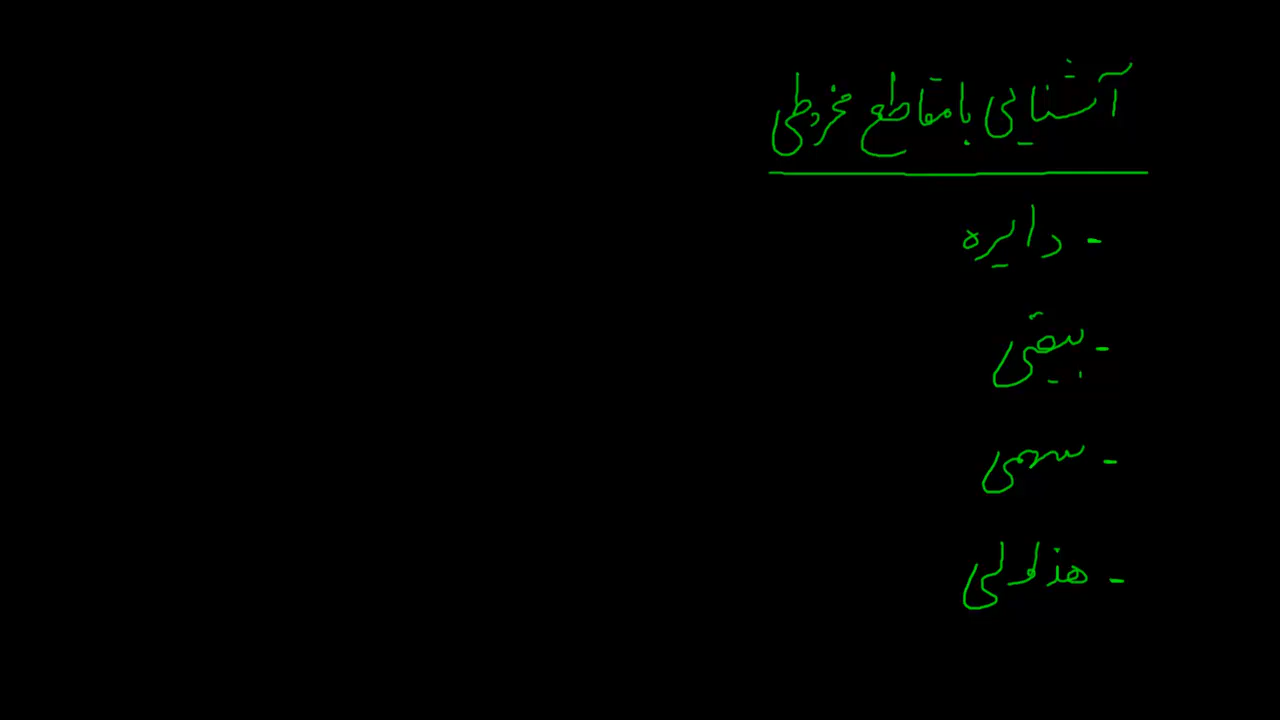 آشنایی با مقاطع مخروطی
- دایره
- بیضی
- سهمی
- هذلولی